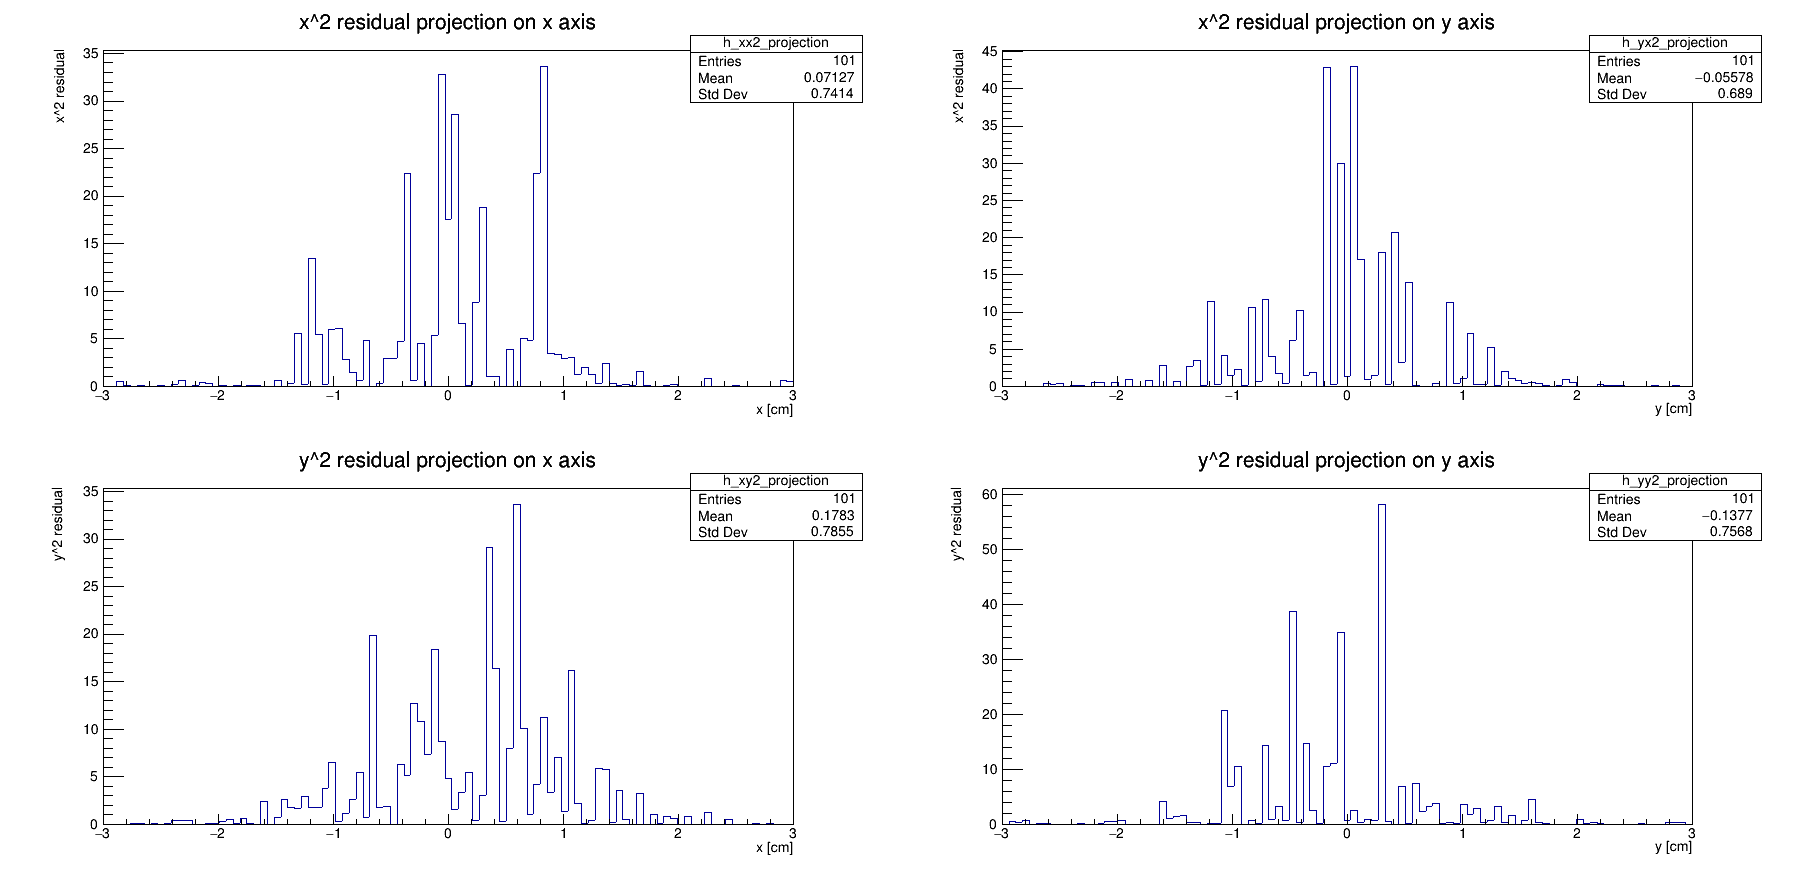 x^2 residual projection on x axis
x^2 residual
h_xx2_projection
Entries 101
Mean 0.07127
Std Dev 0.7414
35
30
25
20
15
10
5
0
−3 −2 −1 0 1 2 3
x [cm]
x^2 residual projection on y axis
x^2 residual
h_yx2_projection
Entries 101
Mean −0.05578
Std Dev 0.689
45
40
35
30
25
20
15
10
5
0
−3 −2 −1 0 1 2 3
y [cm]
y^2 residual projection on x axis
y^2 residual
h_xy2_projection
Entries 101
Mean 0.1783
Std Dev 0.7855
35
30
25
20
15
10
5
0
−3 −2 −1 0 1 2 3
x [cm]
y^2 residual projection on y axis
y^2 residual
h_yy2_projection
Entries 101
Mean −0.1377
Std Dev 0.7568
60
50
40
30
20
10
0
−3 −2 −1 0 1 2 3
y [cm]